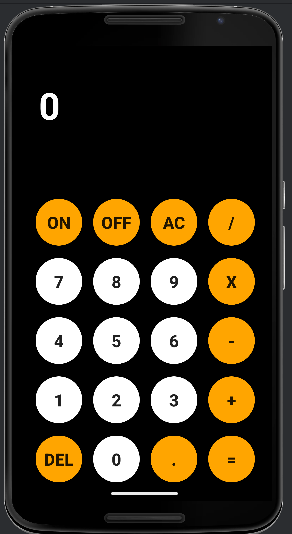 0
ON OFF AC /
7 8 9 X
4 5 6 -
1 2 3 +
DEL 0 . =